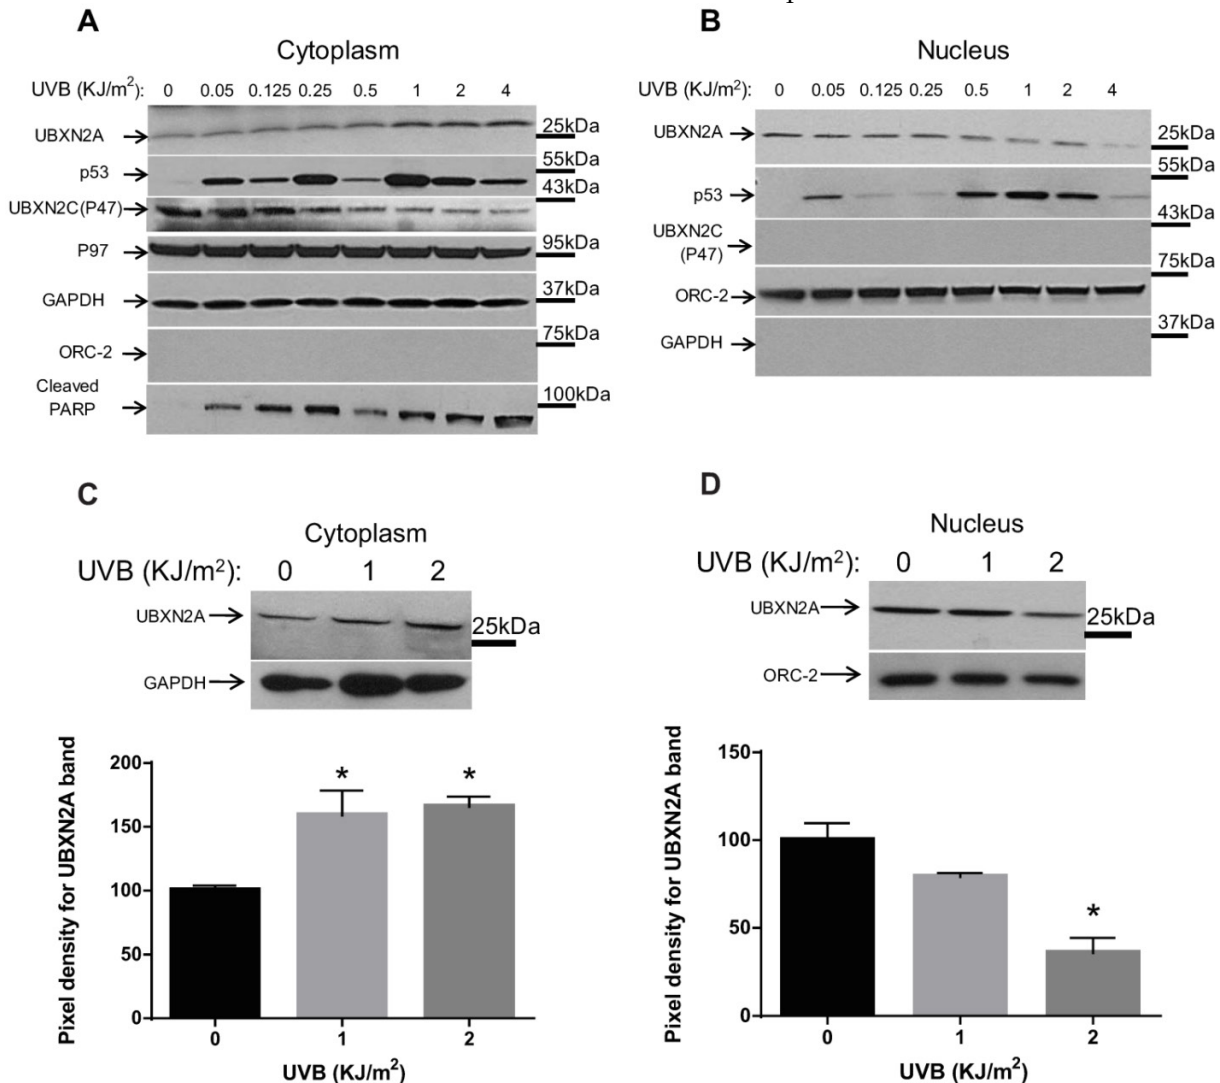 A
Cytoplasm
UVB (KJ/m²): 0 0.05 0.125 0.25 0.5 1 2 4
UBXN2A 25kDa
p53 55kDa
43kDa
UBXN2C(P47)
P97 95kDa
GAPDH 37kDa
ORC-2 75kDa
Cleaved
PARP 100kDa
B
Nucleus
UVB (KJ/m²): 0 0.05 0.125 0.25 0.5 1 2 4
UBXN2A 25kDa
55kDa
p53
43kDa
UBXN2C
(P47)
75kDa
ORC-2
37kDa
GAPDH
C
Cytoplasm
UVB (KJ/m²): 0 1 2
UBXN2A
25kDa
GAPDH
Pixel density for UBXN2A band
200
150
100
50
0
* *
0 1 2
UVB (KJ/m²)
D
Nucleus
UVB (KJ/m²): 0 1 2
UBXN2A
25kDa
ORC-2
Pixel density for UBXN2A band
150
100
50
0
*
0 1 2
UVB (KJ/m²)